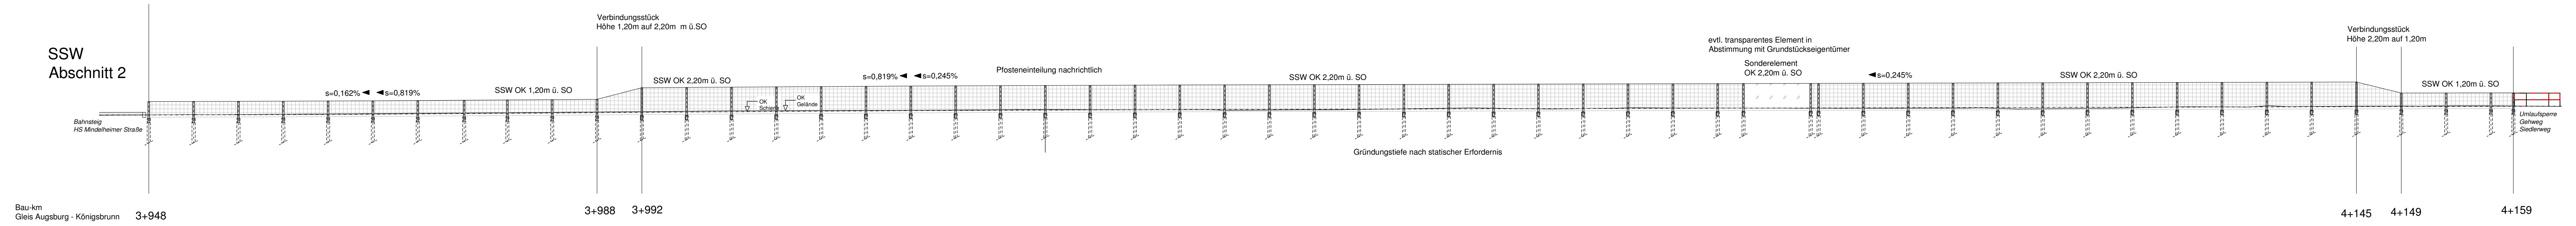 SSW
Abschnitt 2
Verbindungsstück
Höhe 1,20m auf 2,20m m ü.SO
evtl. transparentes Element in
Abstimmung mit Grundstückseigentümer
Verbindungsstück
Höhe 2,20m auf 1,20m
s=0,162%
s=0,819%
SSW OK 1,20m ü. SO
SSW OK 2,20m ü. SO
s=0,819%
s=0,245%
Pfosteneinteilung nachrichtlich
SSW OK 2,20m ü. SO
Sonderelement
OK 2,20m ü. SO
s=0,245%
SSW OK 2,20m ü. SO
SSW OK 1,20m ü. SO
OK
Schiene
OK
Gelände
Bahnsteig
HS Mindelheimer Straße
Umlaufsperre
Gehweg
Siedlerweg
Gründungstiefe nach statischer Erfordernis
Bau-km
Gleis Augsburg - Königsbrunn
3+948
3+988
3+992
4+145
4+149
4+159